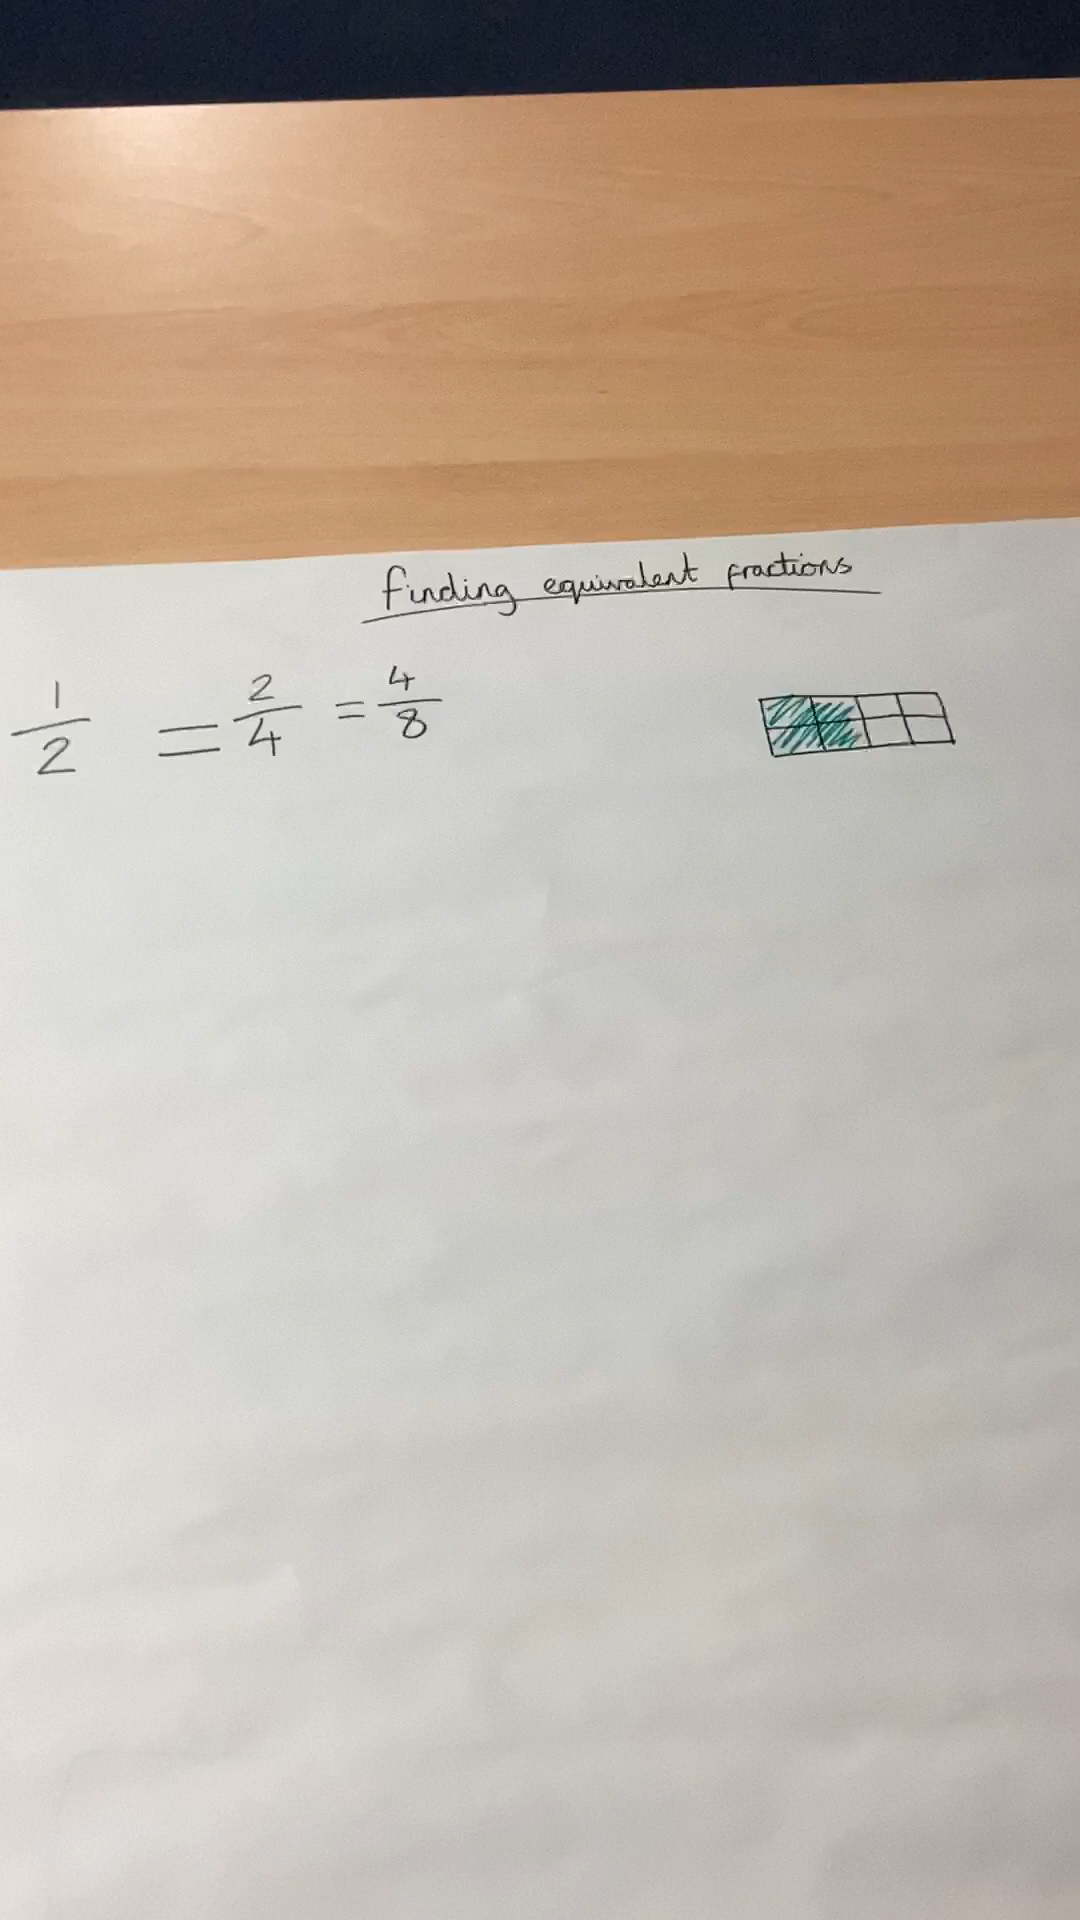 finding equivalent fractions
1/2 = 2/4 = 4/8